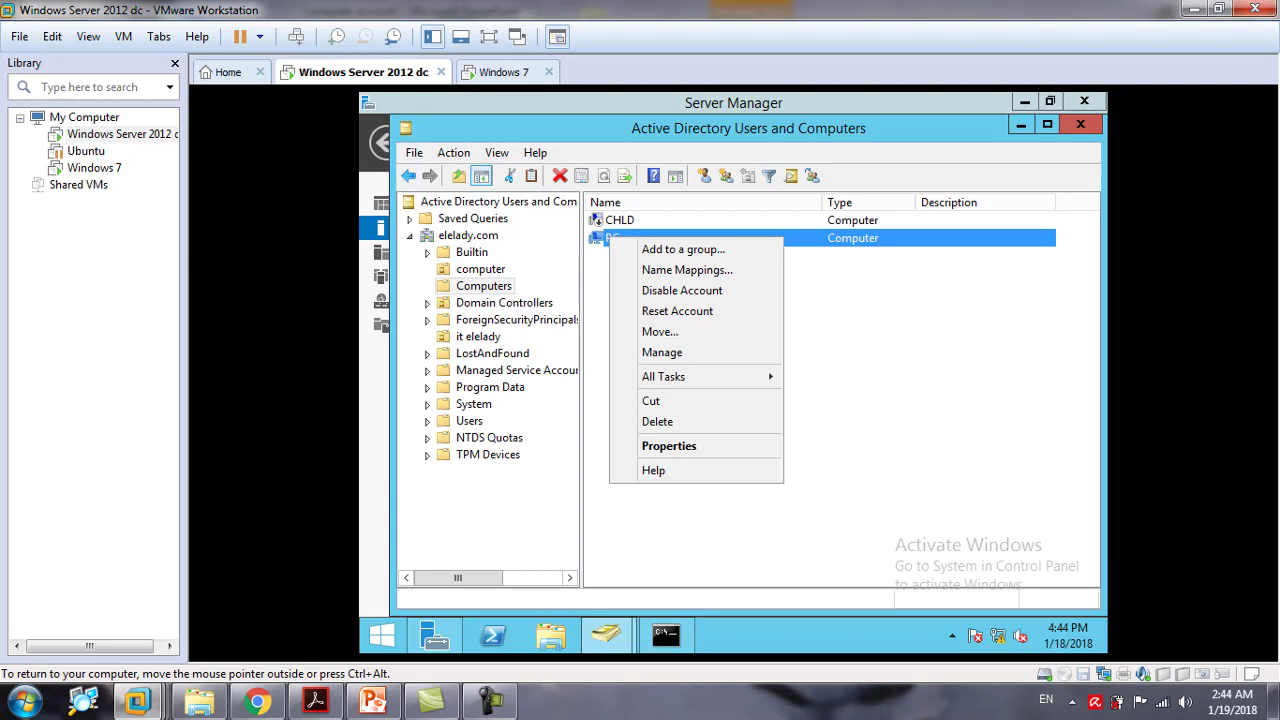 Windows Server 2012 dc - VMware Workstation
File Edit View VM Tabs Help
Library
Type here to search
My Computer
Windows Server 2012 d
Ubuntu
Windows 7
Shared VMs
Home
Windows Server 2012 dc
Windows 7
Server Manager
Active Directory Users and Computers
File Action View Help
Active Directory Users and Com
Saved Queries
elelady.com
Builtin
computer
Computers
Domain Controllers
ForeignSecurityPrincipals
it elelady
LostAndFound
Managed Service Accoun
Program Data
System
Users
NTDS Quotas
TPM Devices
Name Type Description
CHLD Computer
Computer
Add to a group...
Name Mappings...
Disable Account
Reset Account
Move...
Manage
All Tasks
Cut
Delete
Properties
Help
Activate Windows
Go to System in Control Panel
to activate Windows.
4:44 PM
1/18/2018
To return to your computer, move the mouse pointer outside or press Ctrl+Alt.
EN
2:44 AM
1/19/2018